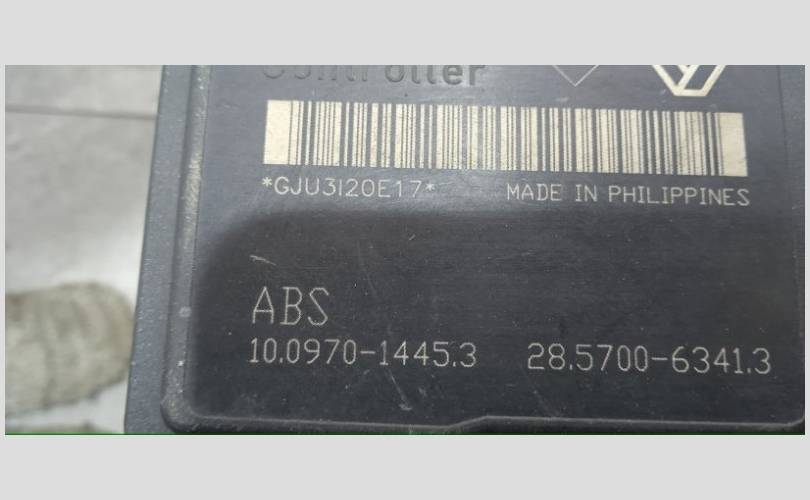 Controller
*GJU3I20E17* MADE IN PHILIPPINES
ABS
10.0970-1445.3 28.5700-6341.3